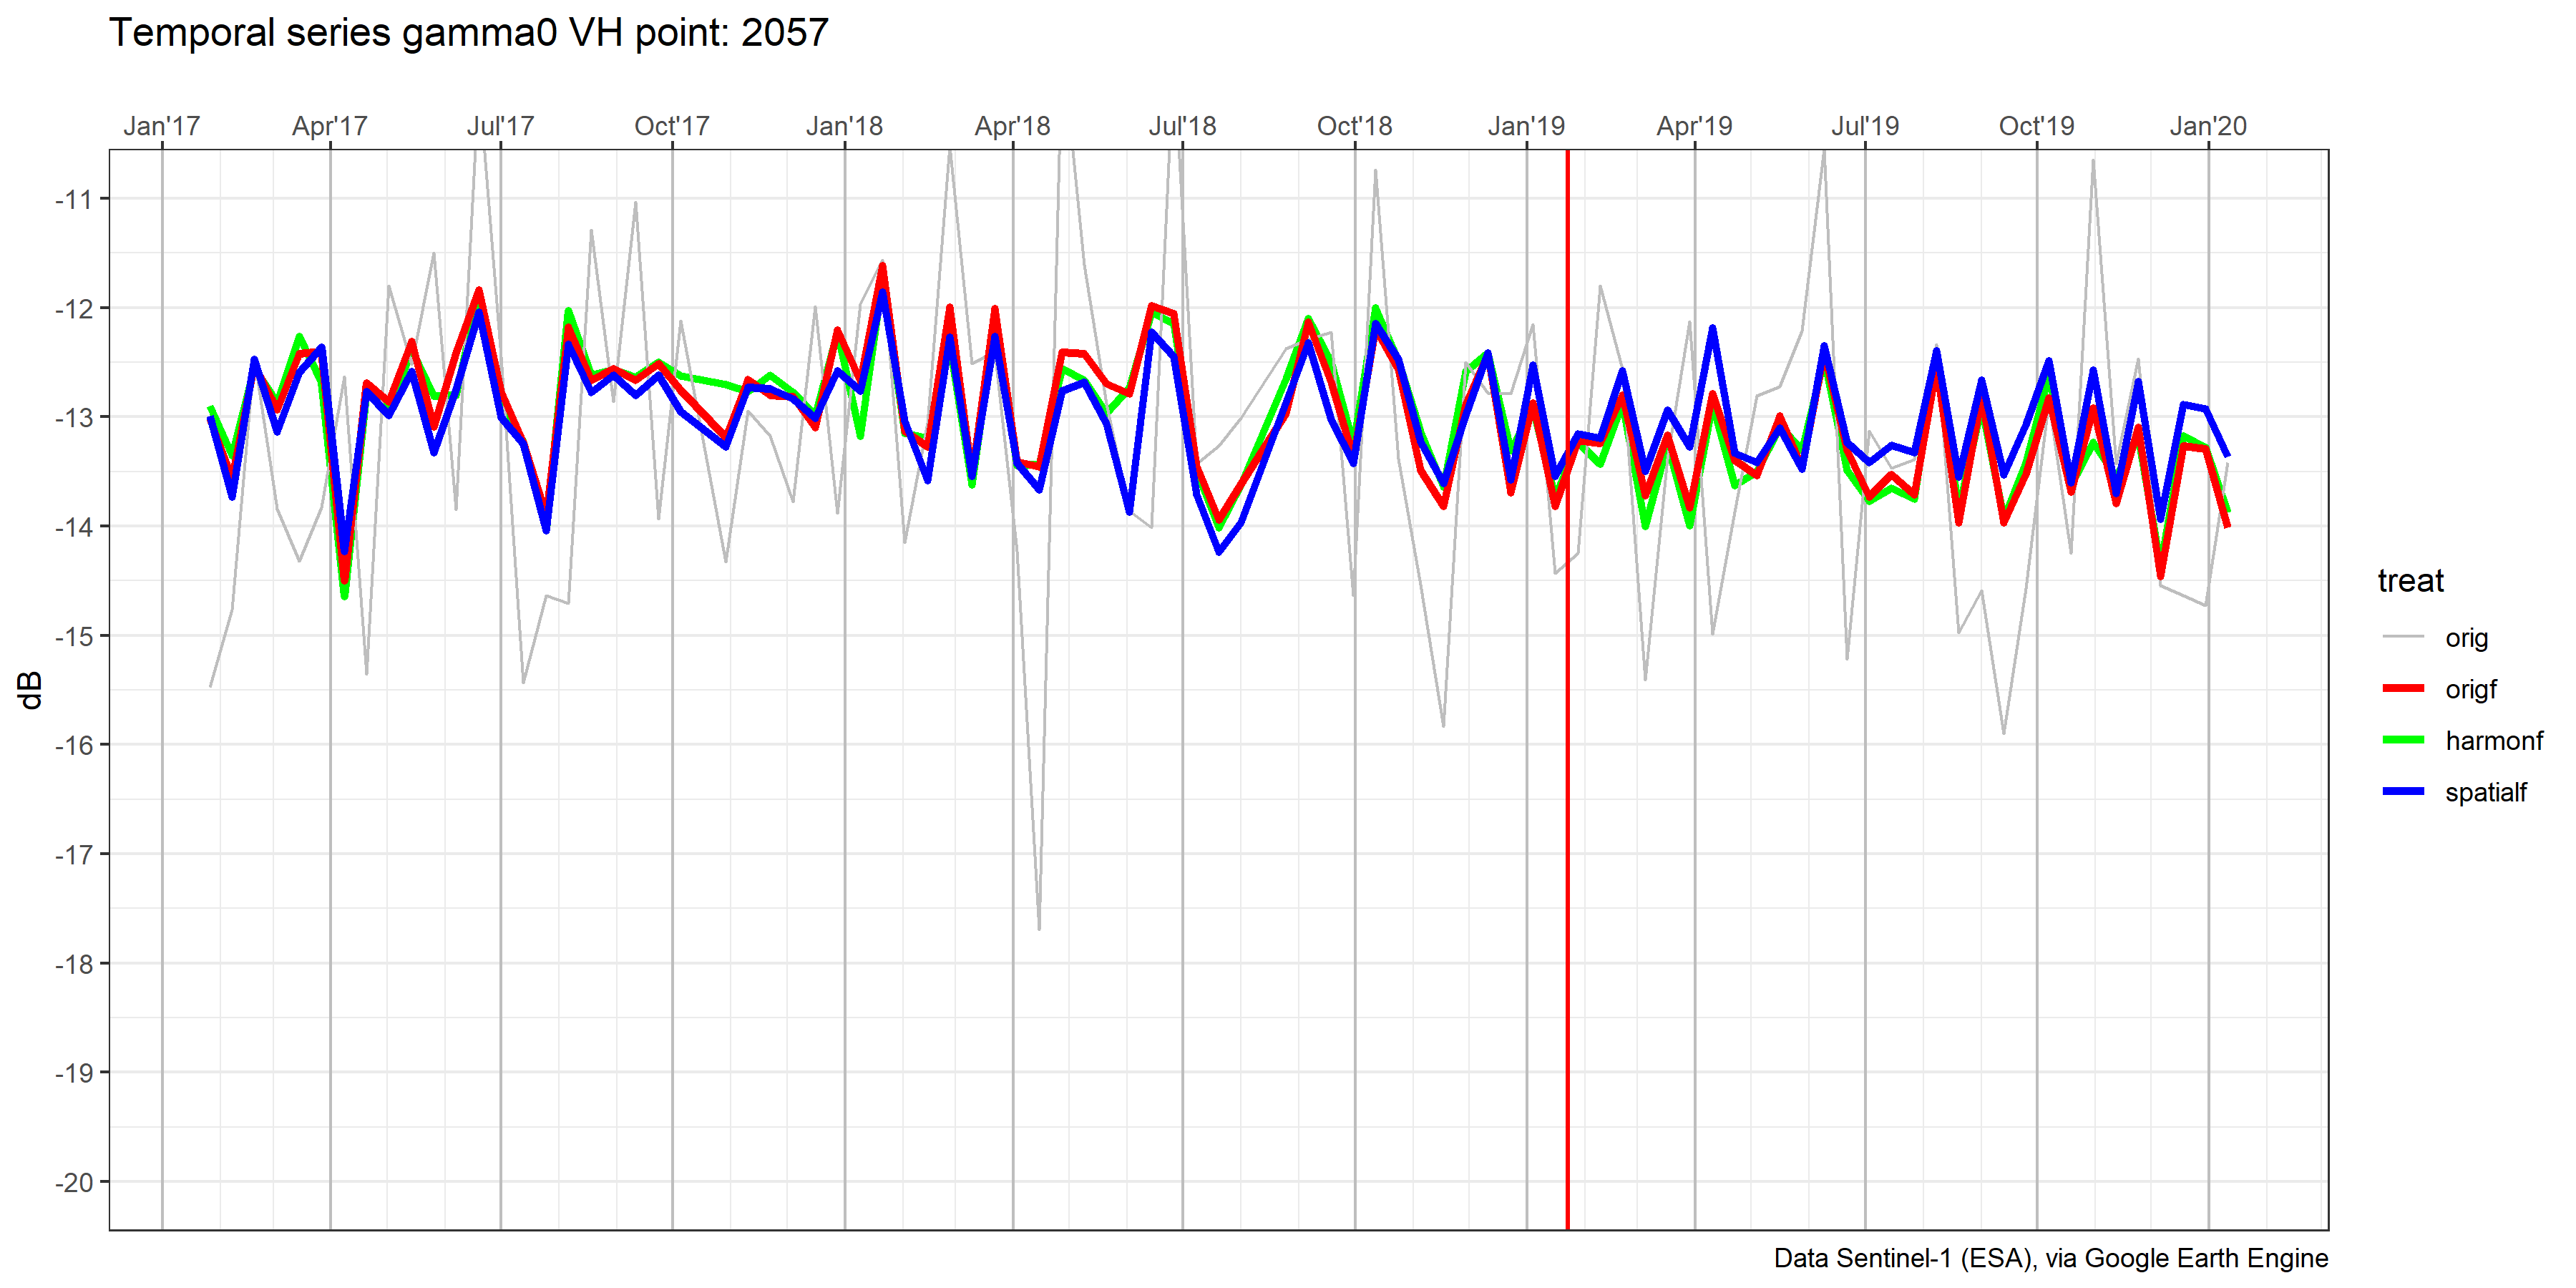 Temporal series gamma0 VH point: 2057
Jan'17 Apr'17 Jul'17 Oct'17 Jan'18 Apr'18 Jul'18 Oct'18 Jan'19 Apr'19 Jul'19 Oct'19 Jan'20
-11
-12
-13
-14
-15
-16
-17
-18
-19
-20
dB
treat
orig
origf
harmonf
spatialf
Data Sentinel-1 (ESA), via Google Earth Engine